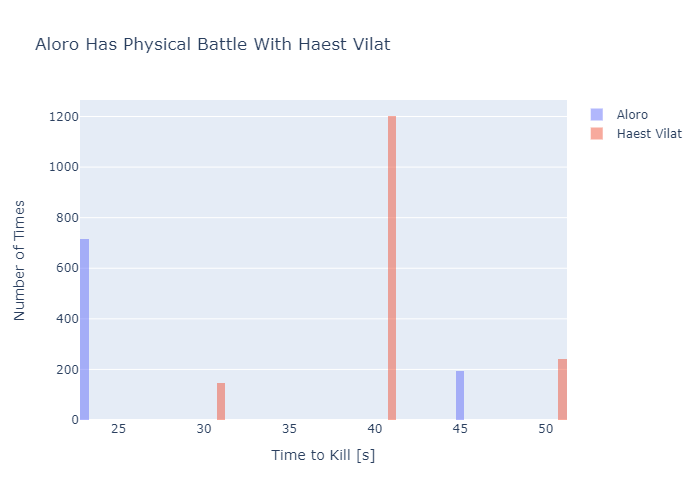 Aloro Has Physical Battle With Haest Vilat
Aloro
Haest Vilat
Number of Times
1200
1000
800
600
400
200
0
25 30 35 40 45 50
Time to Kill [s]